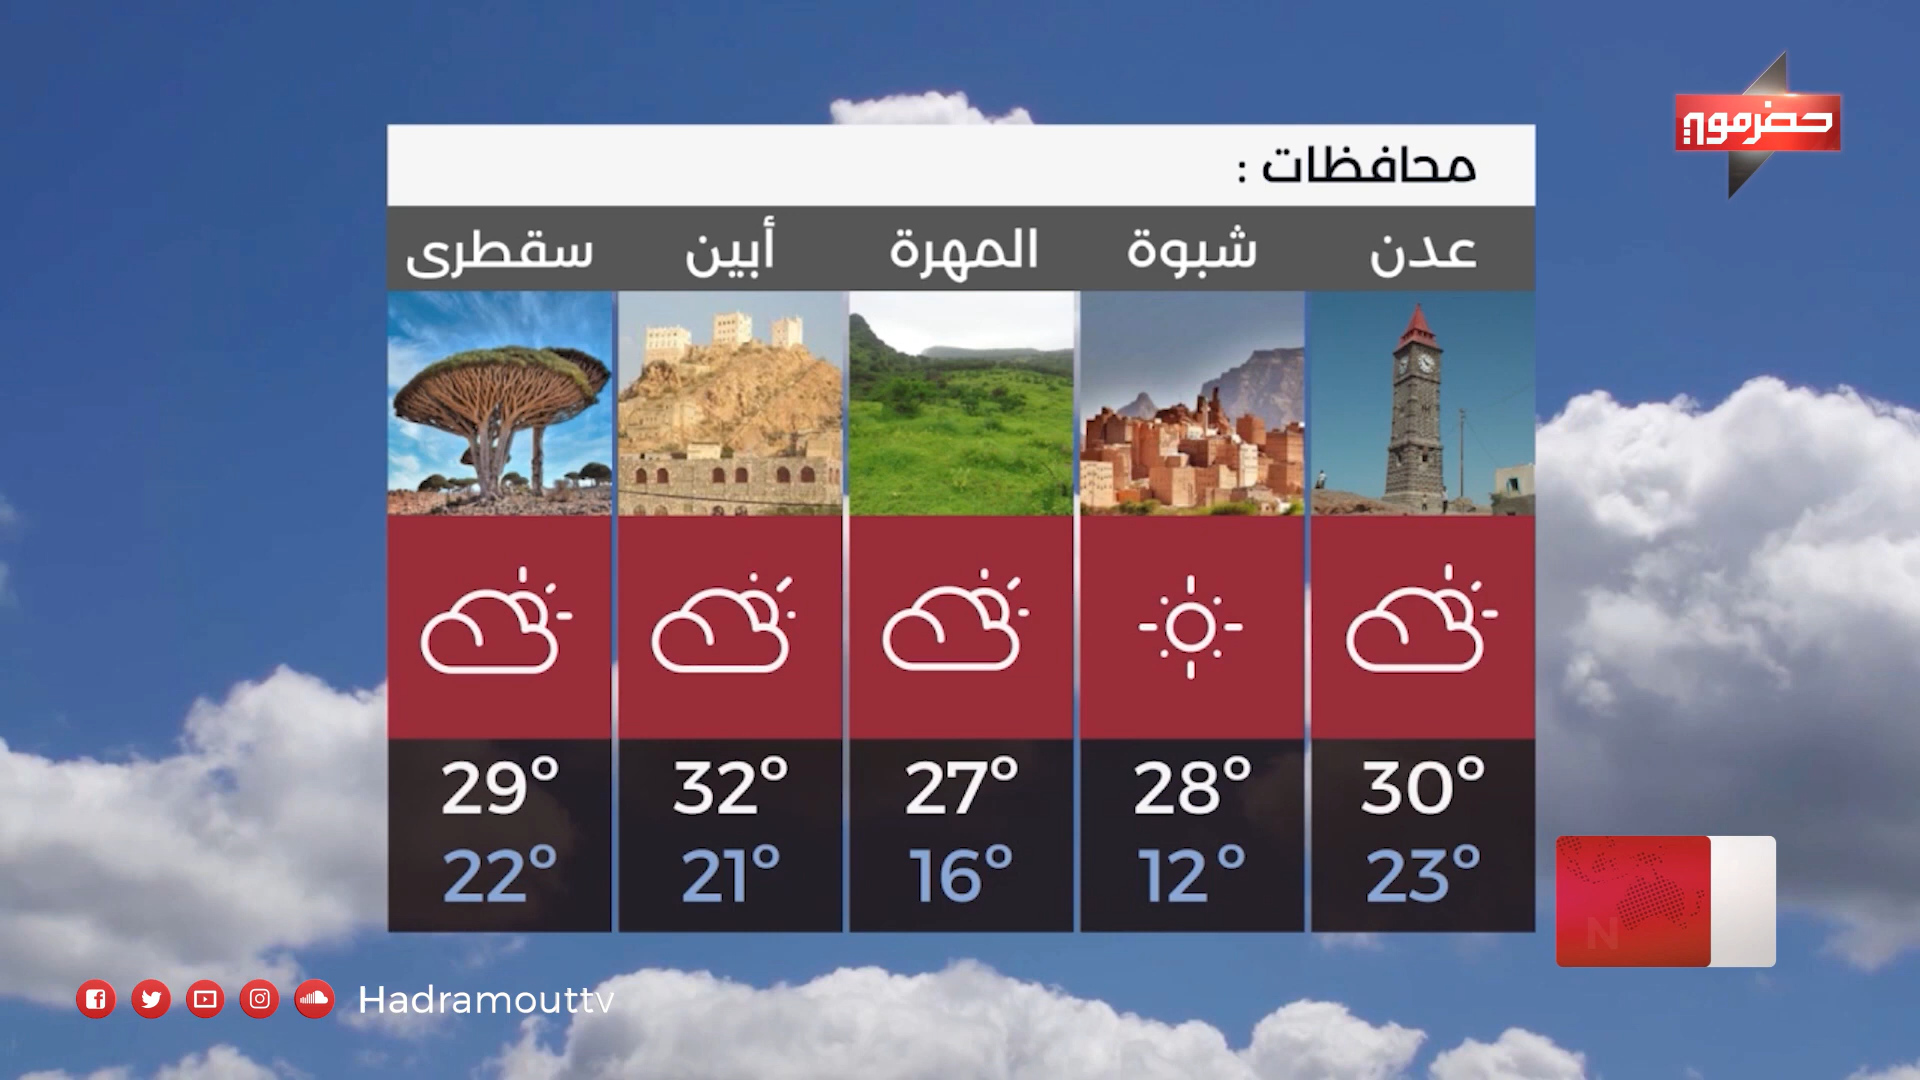 حضرموت
محافظات :
عدن شبوة المهرة أبين سقطرى
30° 28° 27° 32° 29°
23° 12° 16° 21° 22°
N
Hadramouttv